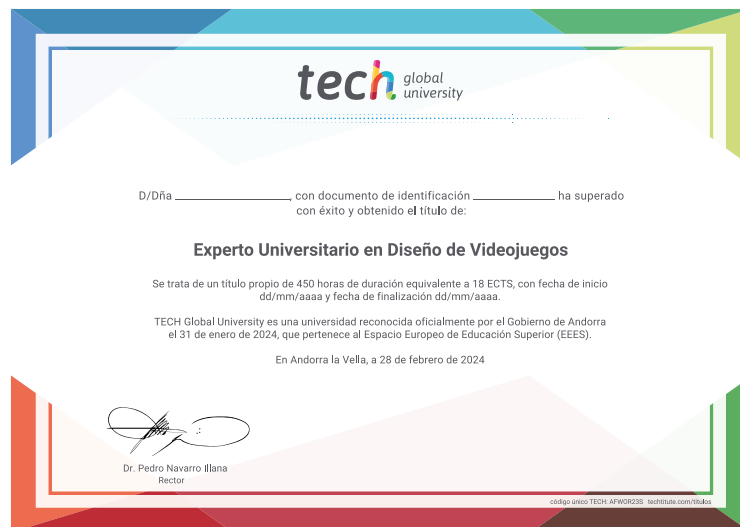 tech global university
D/Dña ____________________, con documento de identificación ______________ ha superado
con éxito y obtenido el título de:
Experto Universitario en Diseño de Videojuegos
Se trata de un título propio de 450 horas de duración equivalente a 18 ECTS, con fecha de inicio
dd/mm/aaaa y fecha de finalización dd/mm/aaaa.
TECH Global University es una universidad reconocida oficialmente por el Gobierno de Andorra
el 31 de enero de 2024, que pertenece al Espacio Europeo de Educación Superior (EEES).
En Andorra la Vella, a 28 de febrero de 2024
Dr. Pedro Navarro Illana
Rector
código único TECH: AFWOR23S techtitute.com/titulos